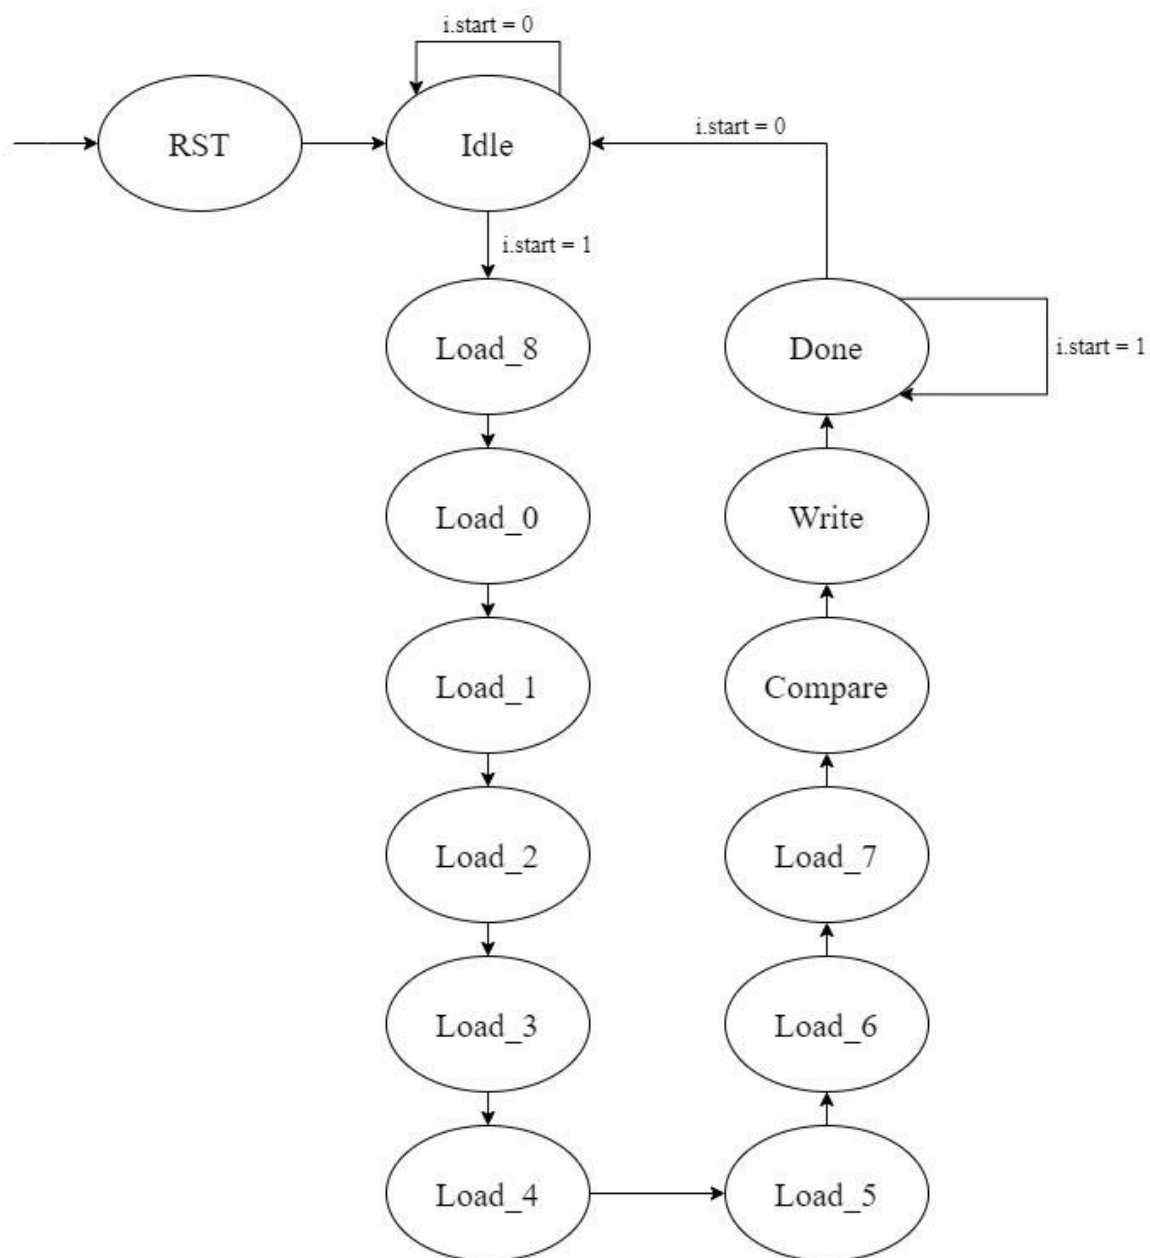 i.start = 0
RST
Idle
i.start = 0
i.start = 1
Load_8
Done
i.start = 1
Load_0
Write
Load_1
Compare
Load_2
Load_7
Load_3
Load_6
Load_4
Load_5